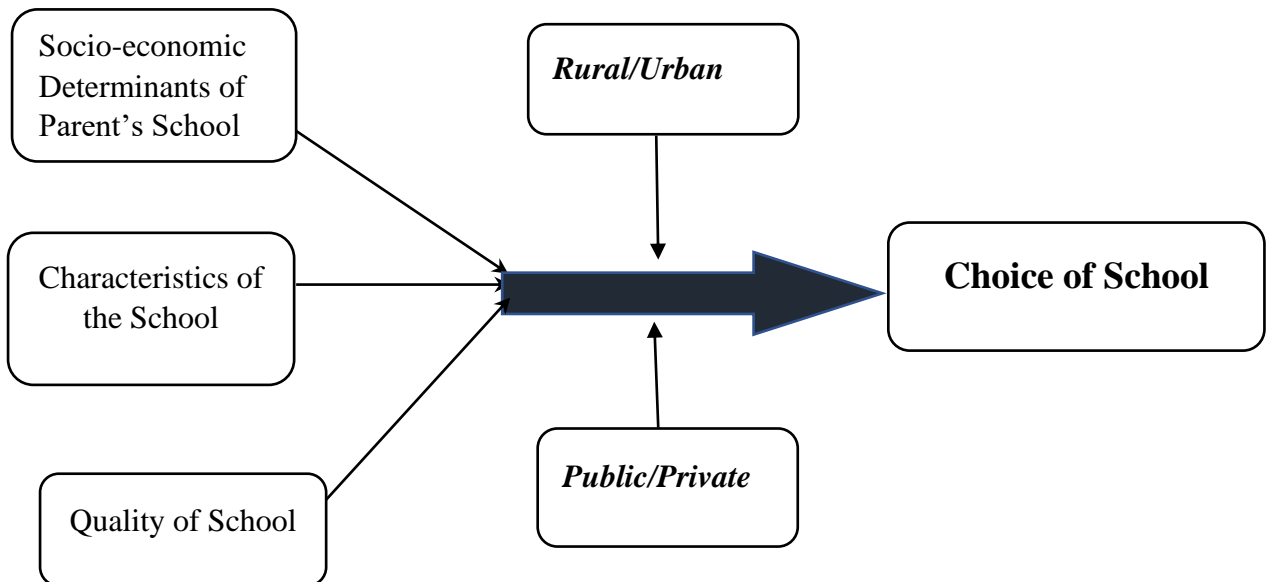 Socio-economic
Determinants of
Parent’s School
Rural/Urban
Characteristics of
the School
Choice of School
Public/Private
Quality of School